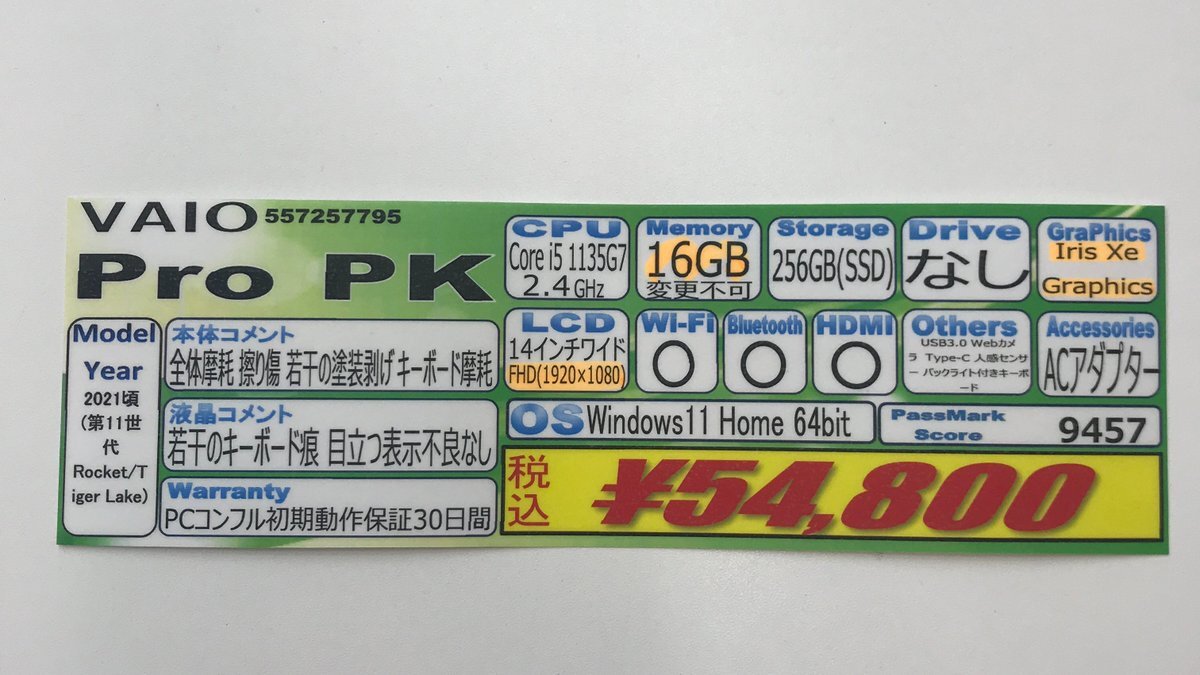 VAIO 557257795
Pro PK
Model
Year
2021頃
(第11世
代
Rocket/T
iger Lake)
本体コメント
全体摩耗 擦り傷 若干の塗装剥げ キーボード摩耗
液晶コメント
若干のキーボード痕 目立つ表示不良なし
Warranty
PCコンフル初期動作保証30日間
CPU
Core i5 1135G7
2.4GHz
Memory
16GB
変更不可
Storage
256GB(SSD)
Drive
なし
GraPhics
Iris Xe
Graphics
LCD
14インチワイド
FHD(1920×1080)
WI-Fi
○
Bluetooth
○
HDMI
○
Others
USB3.0 Webカメ
ラ Type-C 人感センサ
ー バックライト付きキーボ
ード
Accessories
ACアダプター
OS Windows11 Home 64bit
PassMark
Score
9457
税込
¥54,800